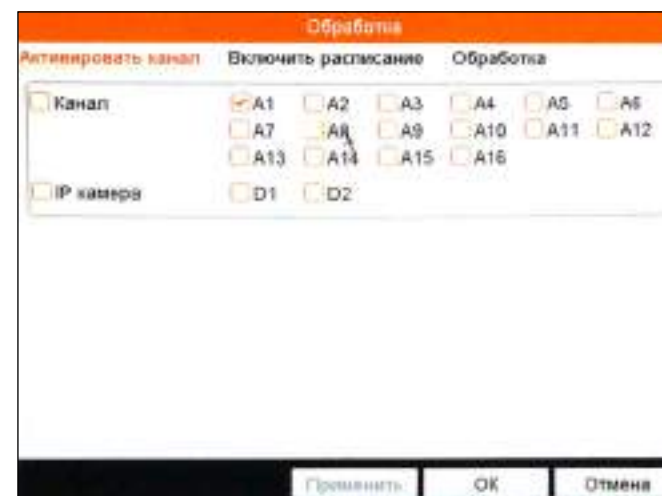 Обработка
Активировать канал Включить расписание Обработка
Канал A1 A2 A3 A4 A5 A6
A7 A8 A9 A10 A11 A12
A13 A14 A15 A16
IP камера D1 D2
Применить OK Отмена